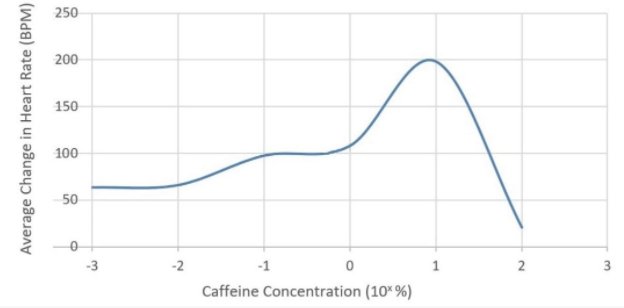 Average Change in Heart Rate (BPM)
250
200
150
100
50
0
-3 -2 -1 0 1 2 3
Caffeine Concentration (10ˣ %)